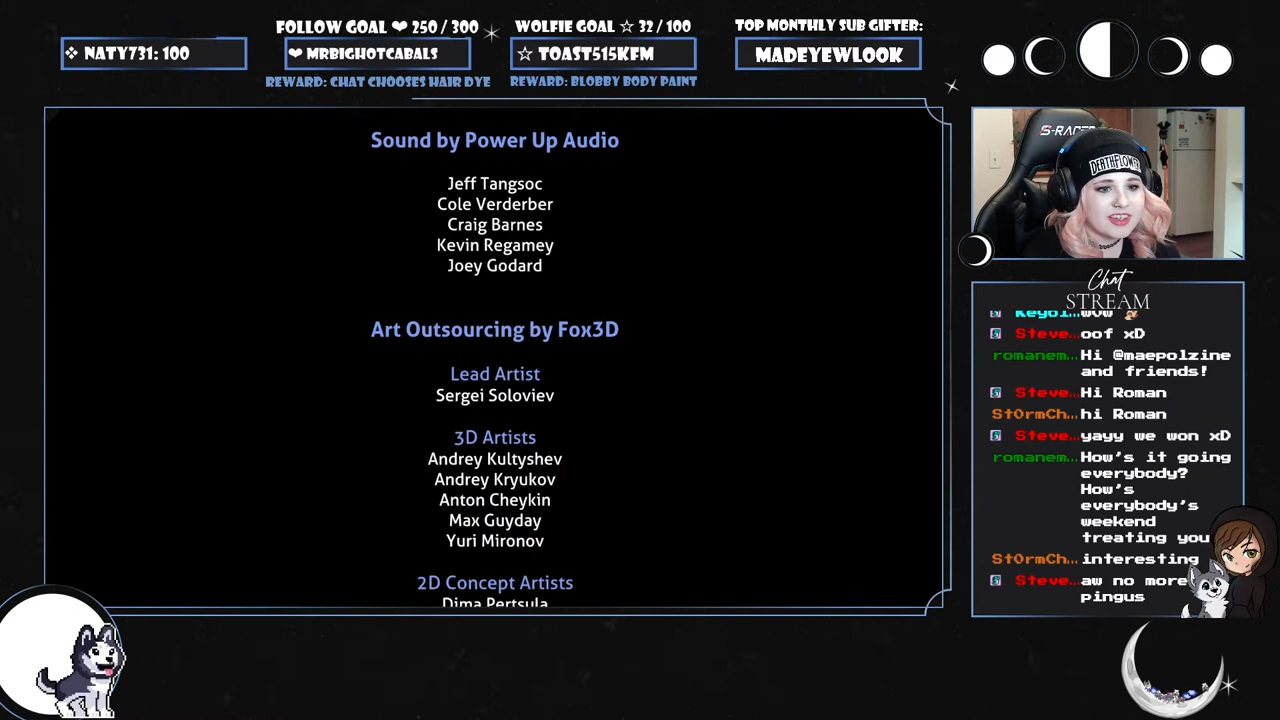 FOLLOW GOAL ❤ 250 / 300
WOLFIE GOAL ☆ 32 / 100
TOP MONTHLY SUB GIFTER:
❖ NATY731: 100
❤ MRBIGHOTCABALS
☆ TOAST515KFM
MADEYEWLOOK
REWARD: CHAT CHOOSES HAIR DYE
REWARD: BLOBBY BODY PAINT
Sound by Power Up Audio
Jeff Tangsoc
Cole Verderber
Craig Barnes
Kevin Regamey
Joey Godard
Art Outsourcing by Fox3D
Lead Artist
Sergei Soloviev
3D Artists
Andrey Kultyshev
Andrey Kryukov
Anton Cheykin
Max Guyday
Yuri Mironov
2D Concept Artists
Dima Pertsula
DEATHFLOWER
Chat
STREAM
wow
Steve… oof xD
romanem… Hi @maepolzine
and friends!
Steve… Hi Roman
St0rmCh… hi Roman
Steve… yayy we won xD
romanem… How's it going
everybody?
How's
everybody's
weekend
treating you
St0rmCh… interesting
Steve… aw no more
pingus